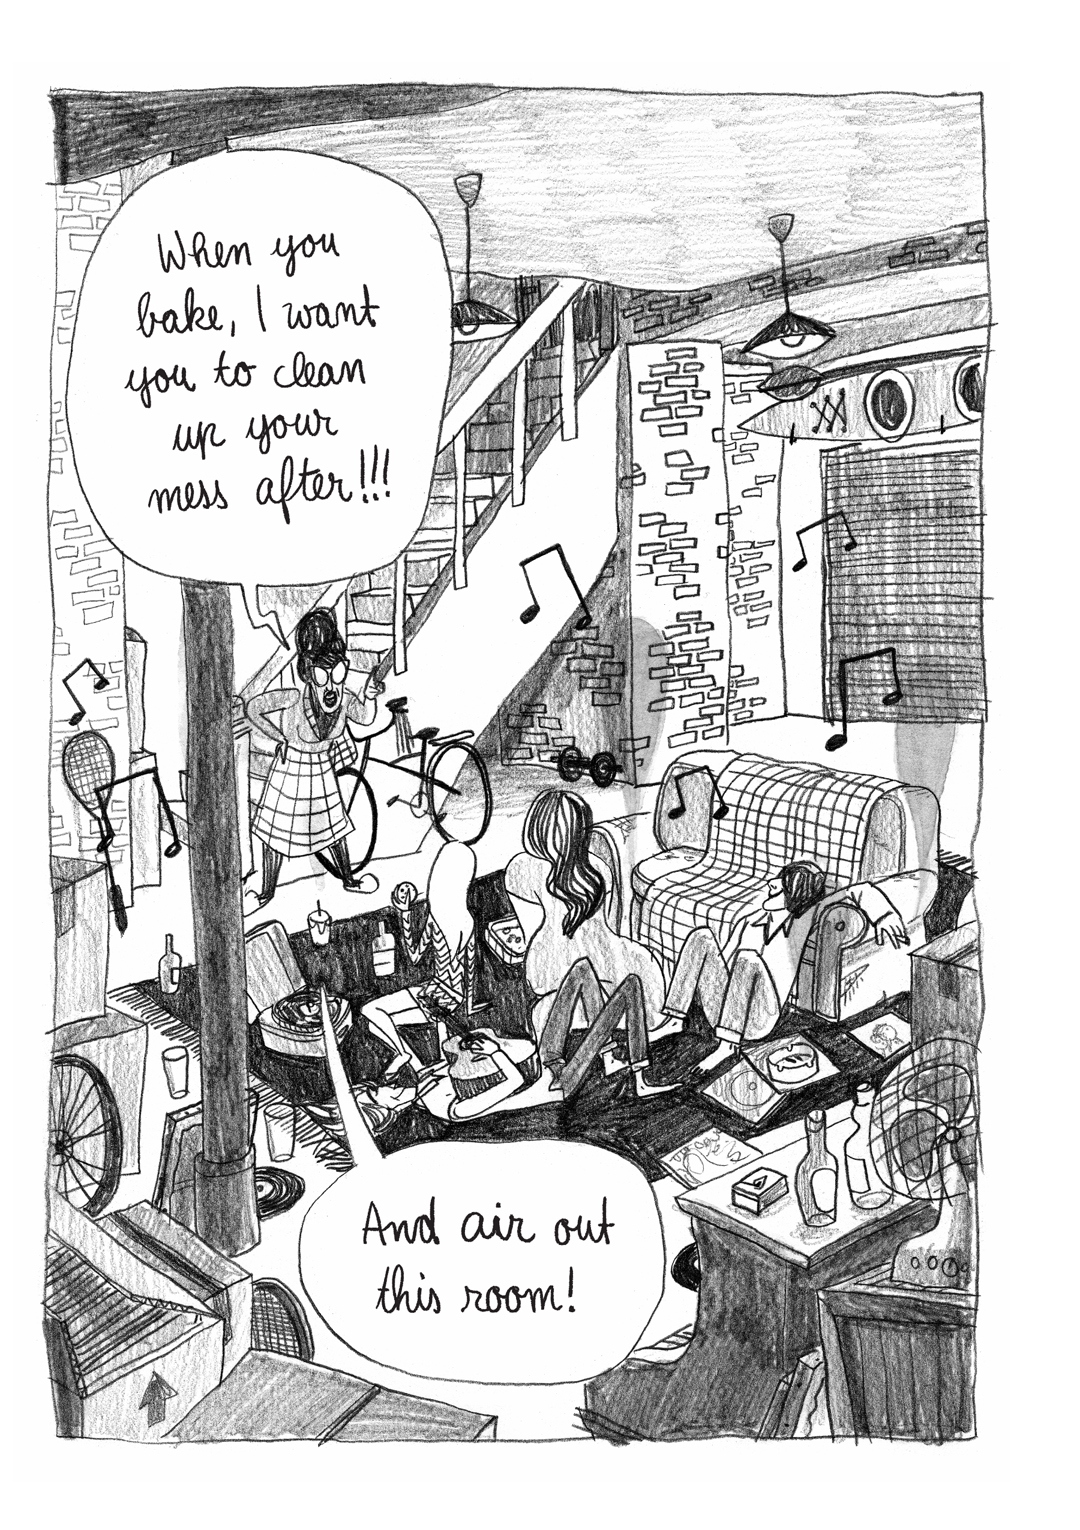 When you
bake, I want
you to clean
up your
mess after!!!
And air out
this room!